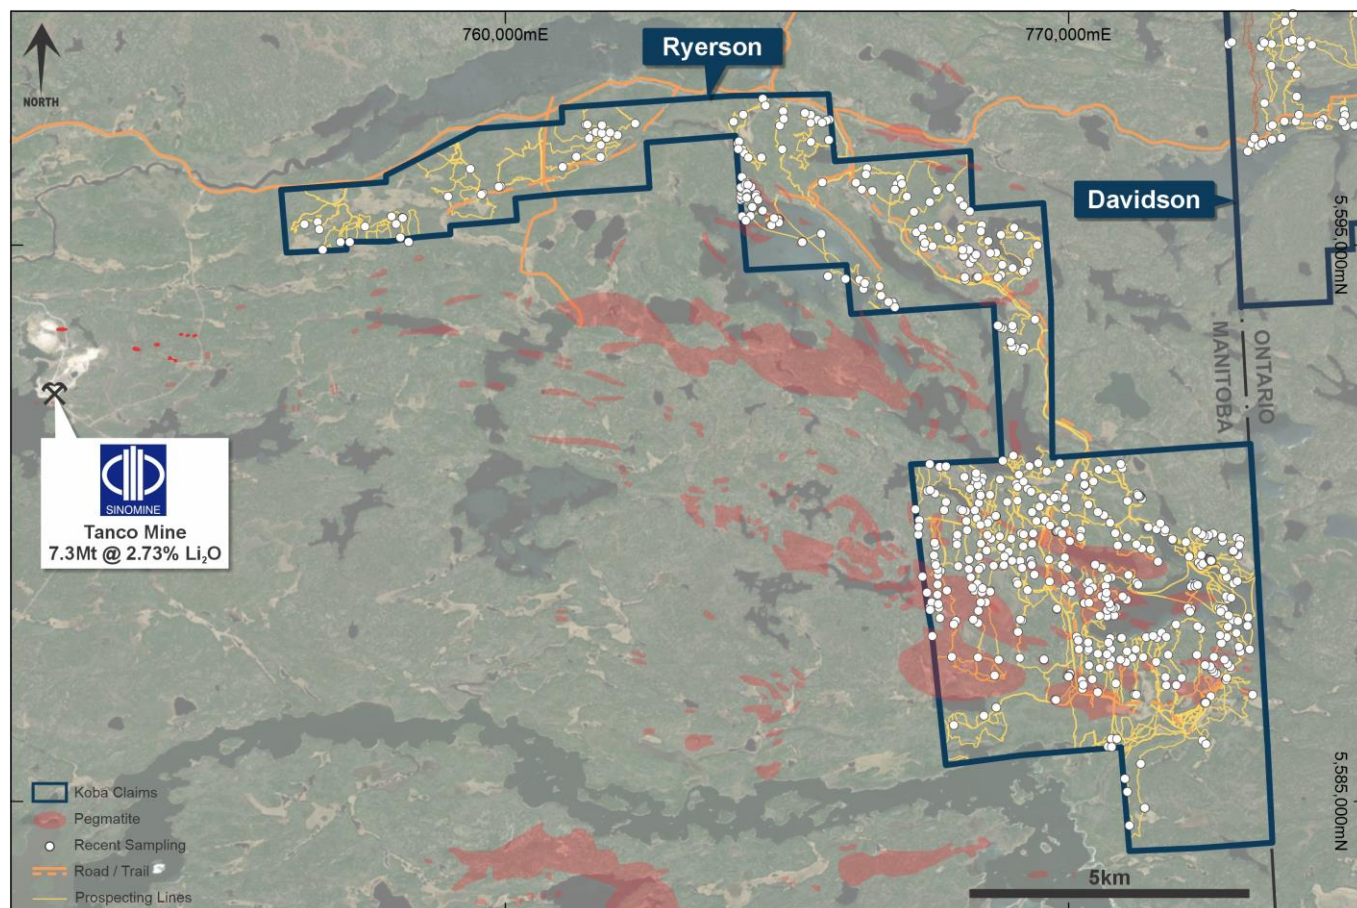 760,000mE
770,000mE
Ryerson
NORTH
Davidson
5,595,000mN
MANITOBA
ONTARIO
SINOMINE
Tanco Mine
7.3Mt @ 2.73% Li₂O
5,585,000mN
Koba Claims
Pegmatite
Recent Sampling
Road / Trail
Prospecting Lines
5km